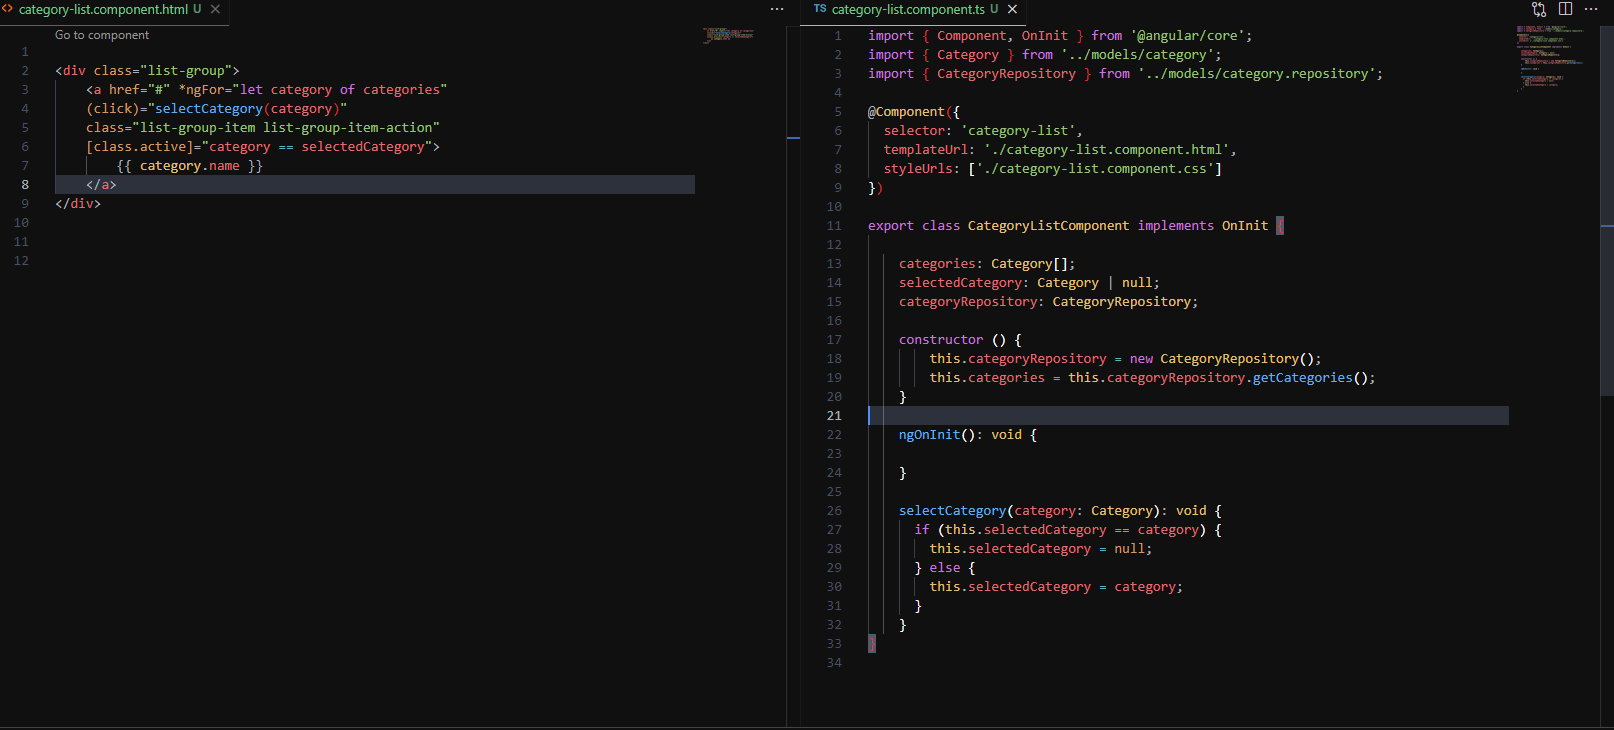 <> category-list.component.html U ×
...
Go to component
1
2 <div class="list-group">
3 <a href="#" *ngFor="let category of categories"
4 (click)="selectCategory(category)"
5 class="list-group-item list-group-item-action"
6 [class.active]="category == selectedCategory">
7 {{ category.name }}
8 </a>
9 </div>
10
11
12
TS category-list.component.ts U ×
...
1 import { Component, OnInit } from '@angular/core';
2 import { Category } from '../models/category';
3 import { CategoryRepository } from '../models/category.repository';
4
5 @Component({
6 selector: 'category-list',
7 templateUrl: './category-list.component.html',
8 styleUrls: ['./category-list.component.css']
9 })
10
11 export class CategoryListComponent implements OnInit {
12
13 categories: Category[];
14 selectedCategory: Category | null;
15 categoryRepository: CategoryRepository;
16
17 constructor () {
18 this.categoryRepository = new CategoryRepository();
19 this.categories = this.categoryRepository.getCategories();
20 }
21
22 ngOnInit(): void {
23
24 }
25
26 selectCategory(category: Category): void {
27 if (this.selectedCategory == category) {
28 this.selectedCategory = null;
29 } else {
30 this.selectedCategory = category;
31 }
32 }
33 }
34